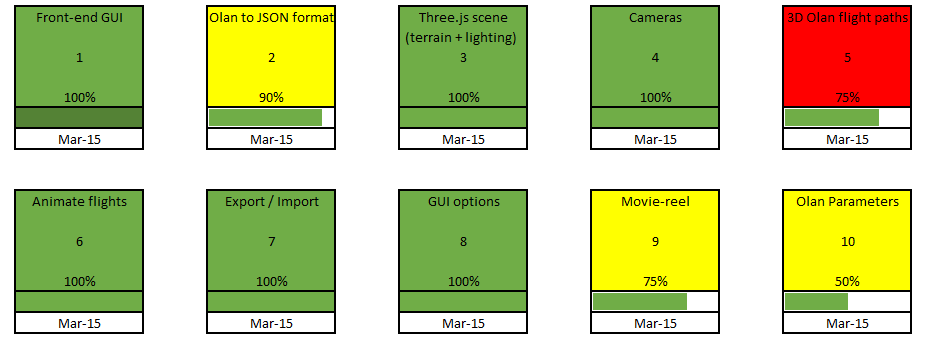 Front-end GUI
1
100%
Mar-15
Olan to JSON format
2
90%
Mar-15
Three.js scene
(terrain + lighting)
3
100%
Mar-15
Cameras
4
100%
Mar-15
3D Olan flight paths
5
75%
Mar-15
Animate flights
6
100%
Mar-15
Export / Import
7
100%
Mar-15
GUI options
8
100%
Mar-15
Movie-reel
9
75%
Mar-15
Olan Parameters
10
50%
Mar-15